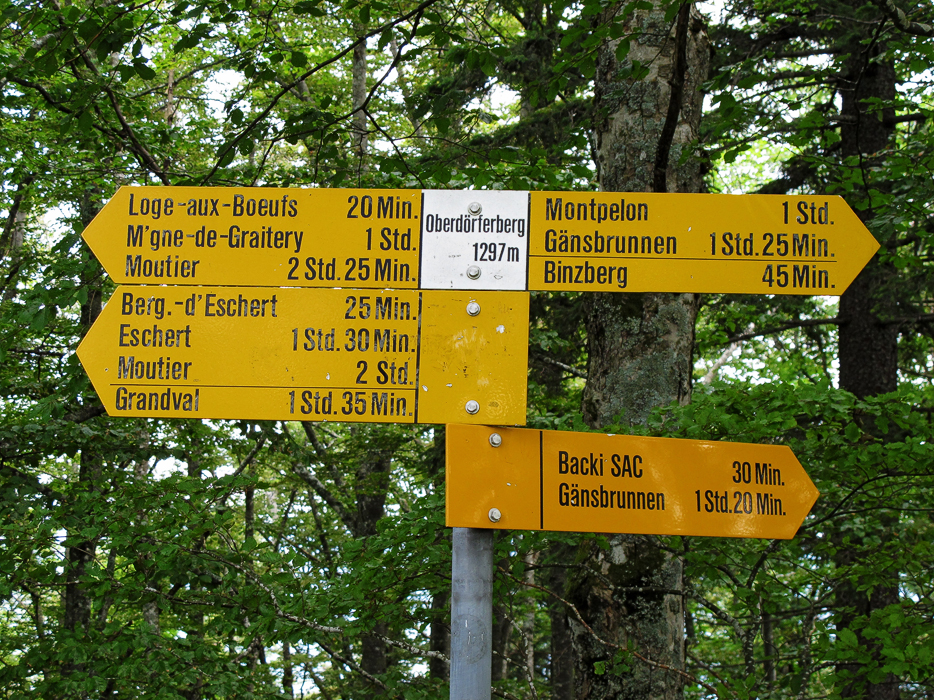 Loge-aux-Boeufs 20 Min.
M'gne-de-Graitery 1 Std.
Moutier 2 Std. 25 Min.
Oberdörferberg
1297m
Montpelon 1 Std.
Gänsbrunnen 1 Std. 25 Min.
Binzberg 45 Min.
Berg.-d'Eschert 25 Min.
Eschert 1 Std. 30 Min.
Moutier 2 Std.
Grandval 1 Std. 35 Min.
Backi SAC 30 Min.
Gänsbrunnen 1 Std. 20 Min.